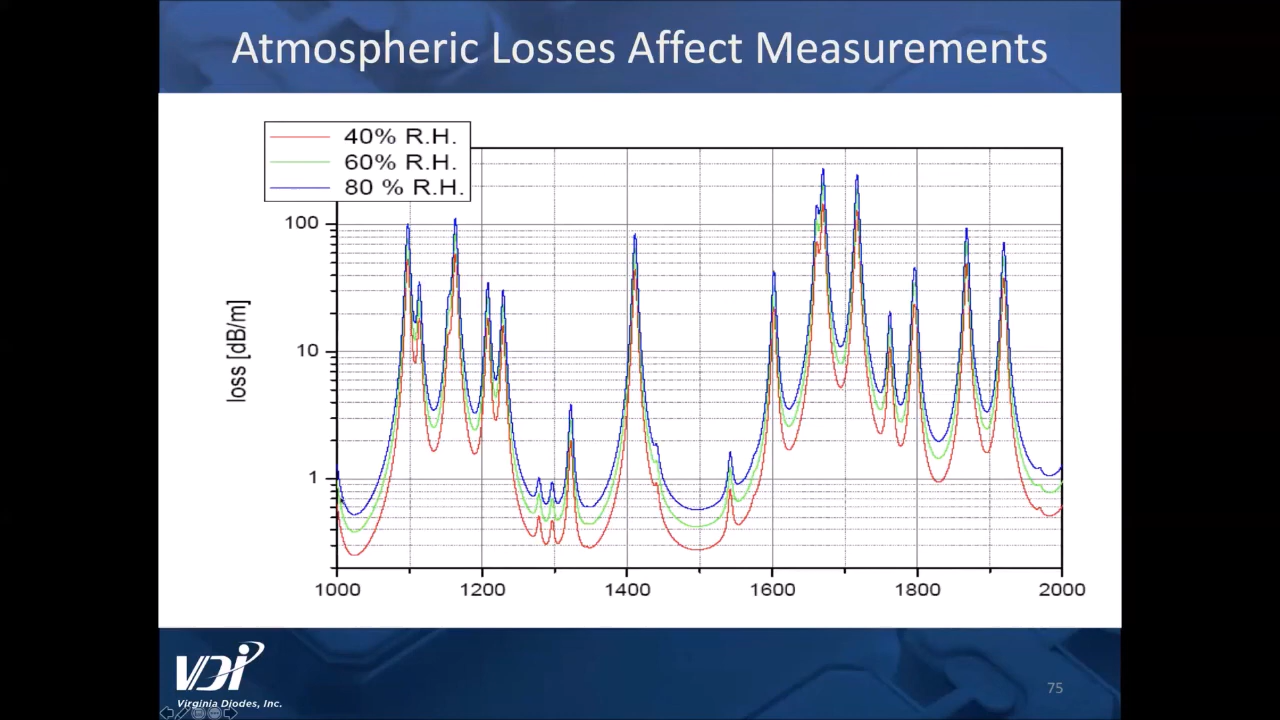 Atmospheric Losses Affect Measurements
40% R.H.
60% R.H.
80 % R.H.
100
10
1
loss [dB/m]
1000 1200 1400 1600 1800 2000
VDi
Virginia Diodes, Inc.
75